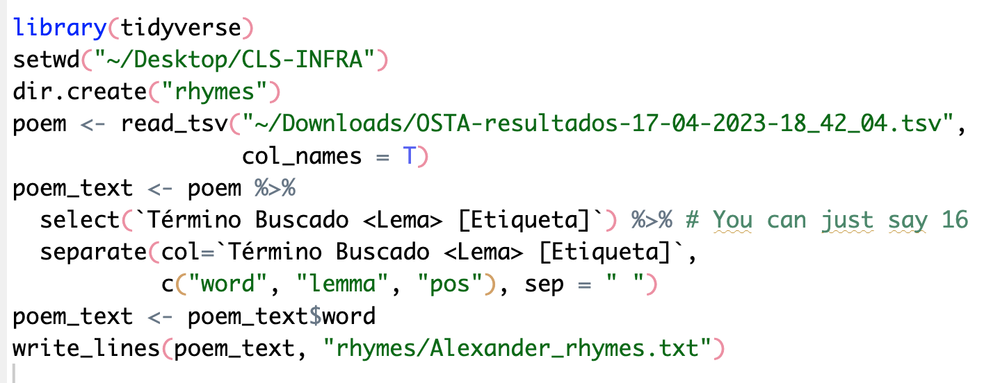 library(tidyverse)
setwd("~/Desktop/CLS-INFRA")
dir.create("rhymes")
poem <- read_tsv("~/Downloads/OSTA-resultados-17-04-2023-18_42_04.tsv",
                 col_names = T)
poem_text <- poem %>%
  select(`Término Buscado <Lema> [Etiqueta]`) %>% # You can just say 16
  separate(col=`Término Buscado <Lema> [Etiqueta]`,
           c("word", "lemma", "pos"), sep = " ")
poem_text <- poem_text$word
write_lines(poem_text, "rhymes/Alexander_rhymes.txt")